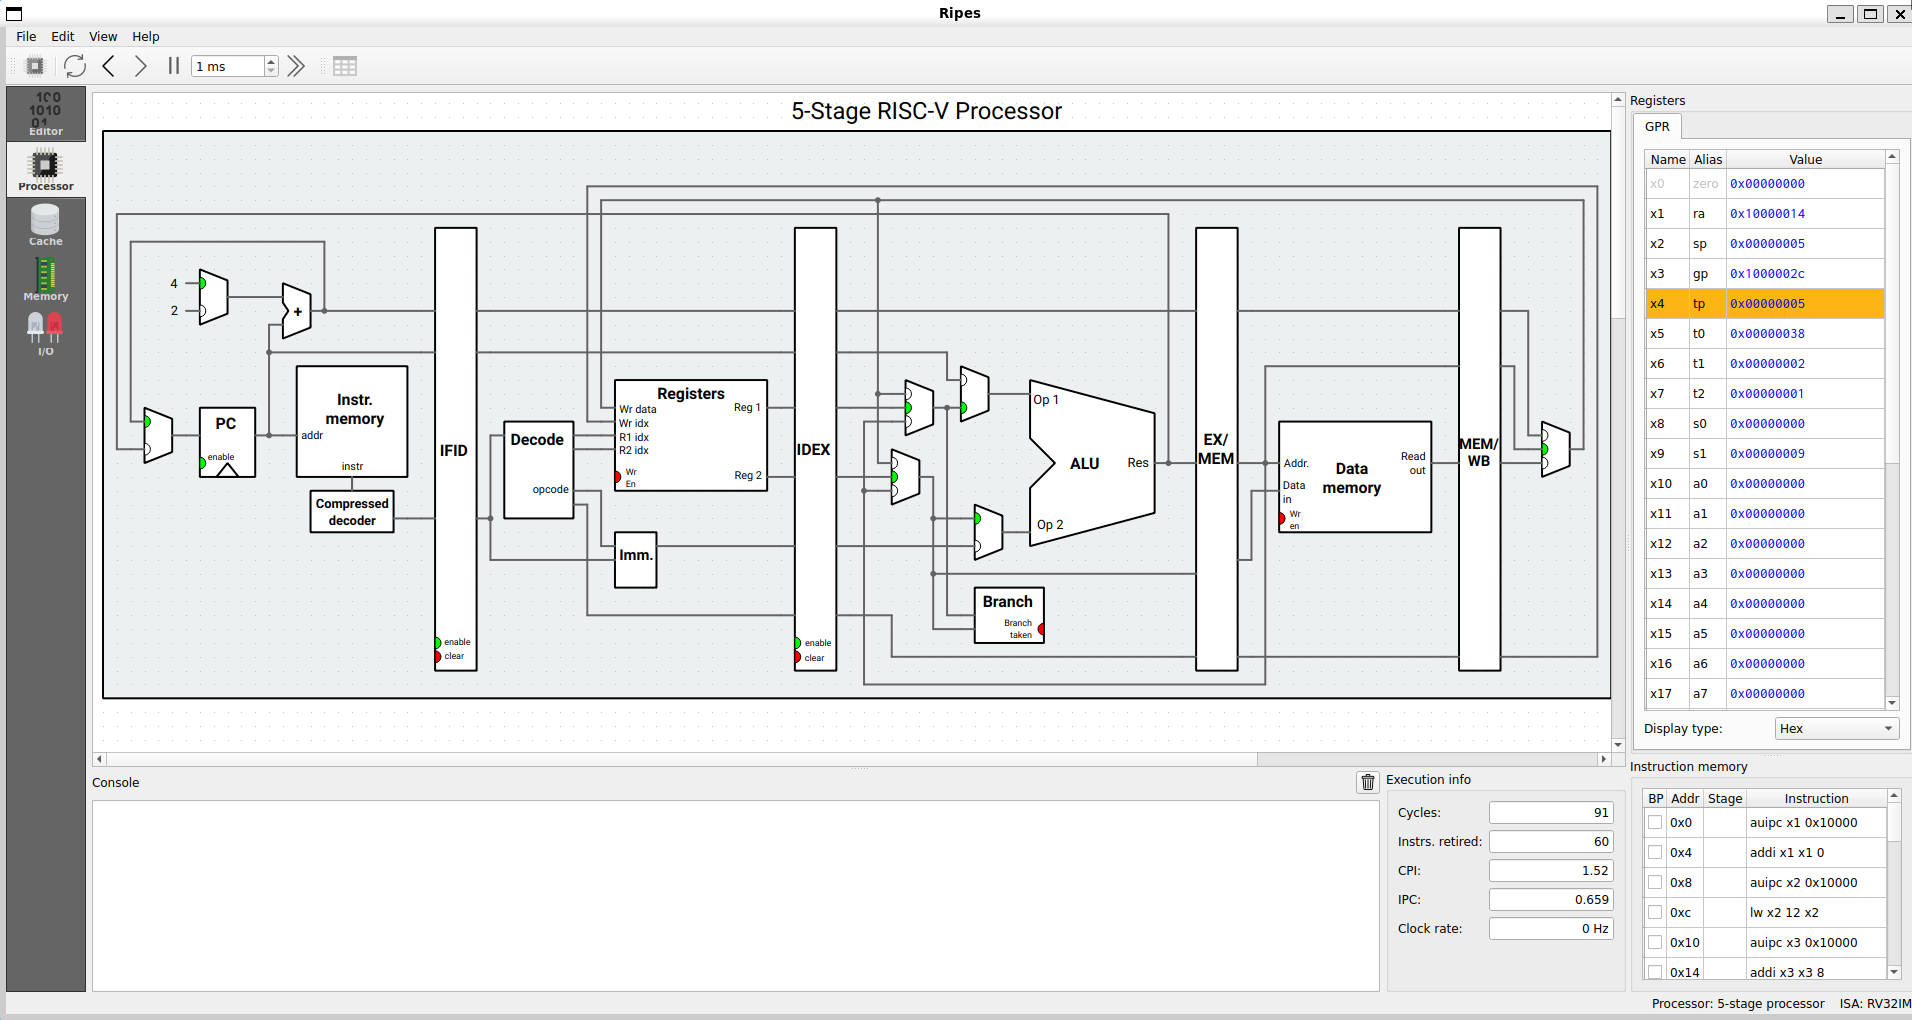 Ripes
File Edit View Help
1 ms
Editor
Processor
Cache
Memory
I/O
5-Stage RISC-V Processor
4
2
+
PC
enable
Instr.
memory
addr
instr
Compressed
decoder
IFID
enable
clear
Decode
opcode
Registers
Wr data
Wr idx
R1 idx
R2 idx
Wr
En
Reg 1
Reg 2
Imm.
IDEX
enable
clear
Op 1
ALU
Res
Op 2
Branch
Branch
taken
EX/
MEM
Addr.
Data
in
Wr
en
Data
memory
Read
out
MEM/
WB
Registers
GPR
Name Alias Value
x0 zero 0x00000000
x1 ra 0x10000014
x2 sp 0x00000005
x3 gp 0x1000002c
x4 tp 0x00000005
x5 t0 0x00000038
x6 t1 0x00000002
x7 t2 0x00000001
x8 s0 0x00000000
x9 s1 0x00000009
x10 a0 0x00000000
x11 a1 0x00000000
x12 a2 0x00000000
x13 a3 0x00000000
x14 a4 0x00000000
x15 a5 0x00000000
x16 a6 0x00000000
x17 a7 0x00000000
Display type: Hex
Console
Execution info
Cycles: 91
Instrs. retired: 60
CPI: 1.52
IPC: 0.659
Clock rate: 0 Hz
Instruction memory
BP Addr Stage Instruction
0x0 auipc x1 0x10000
0x4 addi x1 x1 0
0x8 auipc x2 0x10000
0xc lw x2 12 x2
0x10 auipc x3 0x10000
0x14 addi x3 x3 8
Processor: 5-stage processor ISA: RV32IM